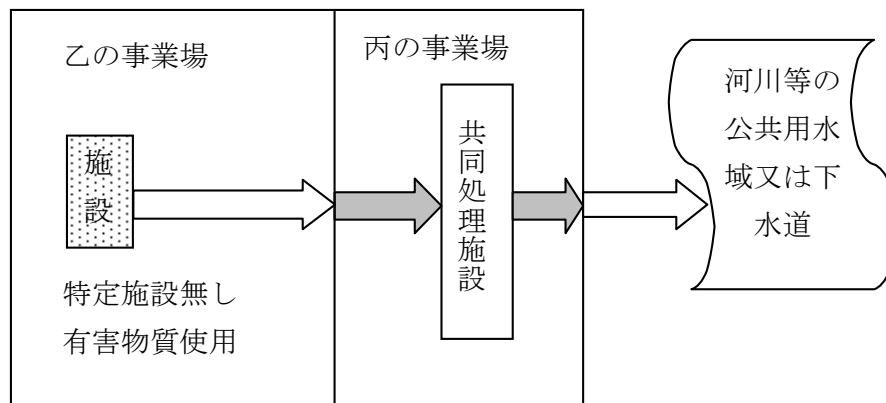 乙の事業場
施設
特定施設無し
有害物質使用
丙の事業場
共同処理施設
河川等の
公共用水
域又は下
水道